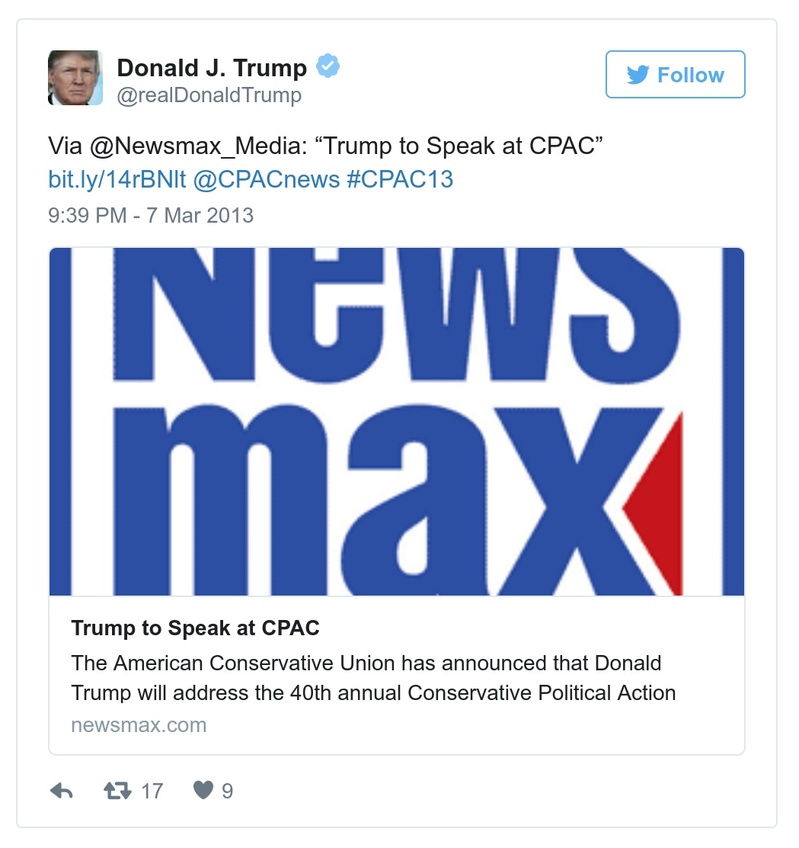 Donald J. Trump
@realDonaldTrump
Follow
Via @Newsmax_Media: “Trump to Speak at CPAC”
bit.ly/14rBNlt @CPACnews #CPAC13
9:39 PM - 7 Mar 2013
News
max
Trump to Speak at CPAC
The American Conservative Union has announced that Donald
Trump will address the 40th annual Conservative Political Action
newsmax.com
17
9